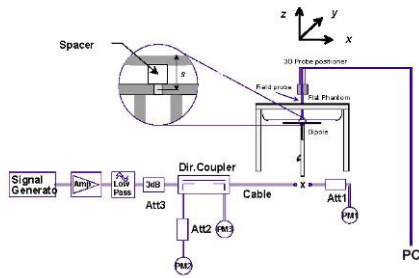 z
y
x
3D Probe positioner
Spacer
s
Field probe
Flat Phantom
Dipole
Signal
Generato
Amp
Low
Pass
3dB
Att3
Dir.Coupler
Cable
x
Att1
PM1
Att2
PM3
PM2
PC